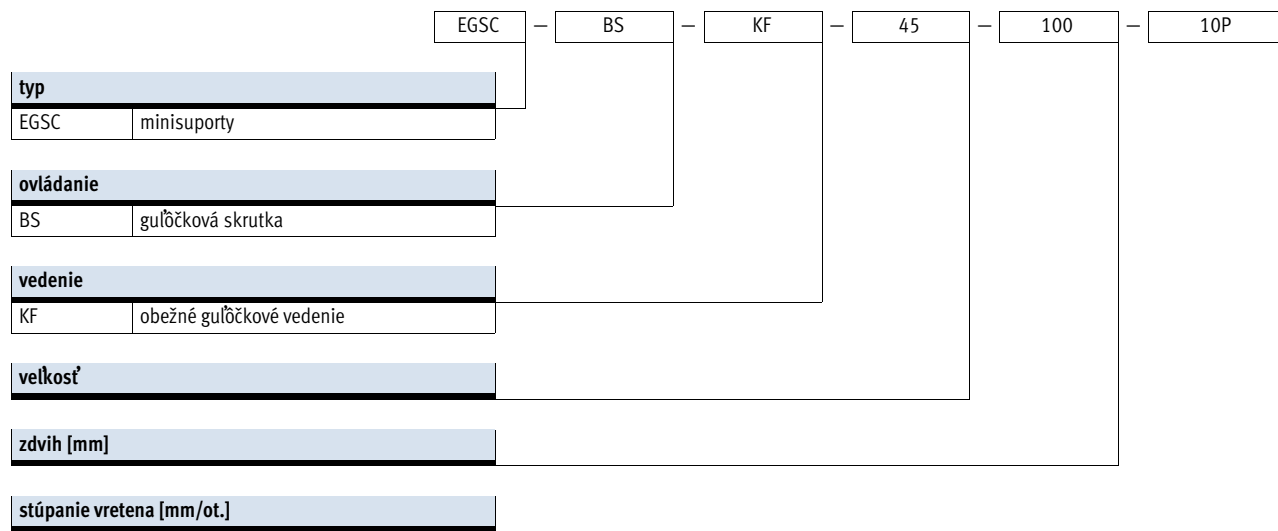 EGSC – BS – KF – 45 – 100 – 10P
typ
EGSC minisuporty
ovládanie
BS guľôčková skrutka
vedenie
KF obežné guľôčkové vedenie
veľkosť
zdvih [mm]
stúpanie vretena [mm/ot.]